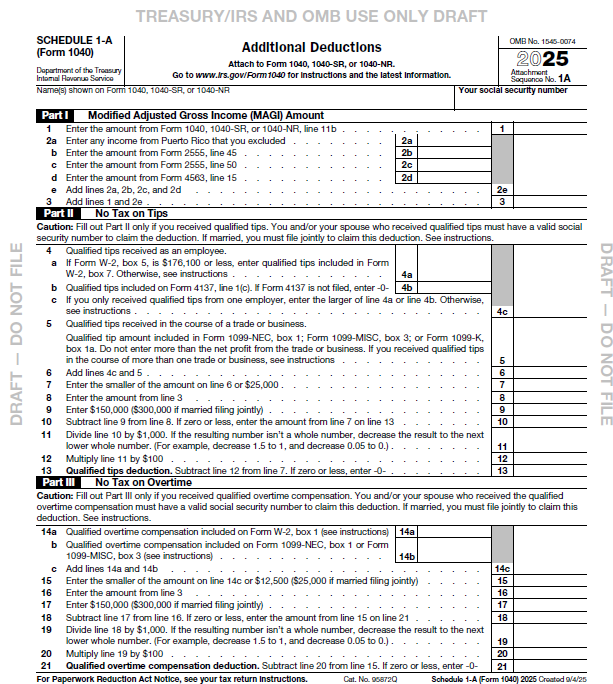 TREASURY/IRS AND OMB USE ONLY DRAFT
SCHEDULE 1-A
(Form 1040)
Department of the Treasury
Internal Revenue Service
Additional Deductions
Attach to Form 1040, 1040-SR, or 1040-NR.
Go to www.irs.gov/Form1040 for instructions and the latest information.
OMB No. 1545-0074
2025
Attachment
Sequence No. 1A
Name(s) shown on Form 1040, 1040-SR, or 1040-NR
Your social security number
Part I Modified Adjusted Gross Income (MAGI) Amount
1 Enter the amount from Form 1040, 1040-SR, or 1040-NR, line 11b . . . . . . . . . . . 1
2a Enter any income from Puerto Rico that you excluded . . . . . . . . 2a
b Enter the amount from Form 2555, line 45 . . . . . . . . . . . 2b
c Enter the amount from Form 2555, line 50 . . . . . . . . . . . 2c
d Enter the amount from Form 4563, line 15 . . . . . . . . . . . 2d
e Add lines 2a, 2b, 2c, and 2d . . . . . . . . . . . . . . . . . . . . . 2e
3 Add lines 1 and 2e . . . . . . . . . . . . . . . . . . . . . . . . 3
Part II No Tax on Tips
Caution: Fill out Part II only if you received qualified tips. You and/or your spouse who received qualified tips must have a valid social
security number to claim the deduction. If married, you must file jointly to claim this deduction. See instructions.
4 Qualified tips received as an employee.
a If Form W-2, box 5, is $176,100 or less, enter qualified tips included in Form
W-2, box 7. Otherwise, see instructions . . . . . . . . . . . . 4a
b Qualified tips included on Form 4137, line 1(c). If Form 4137 is not filed, enter -0- 4b
c If you only received qualified tips from one employer, enter the larger of line 4a or line 4b. Otherwise,
see instructions . . . . . . . . . . . . . . . . . . . . . . . . . 4c
5 Qualified tips received in the course of a trade or business.
Qualified tip amount included in Form 1099-NEC, box 1; Form 1099-MISC, box 3; or Form 1099-K,
box 1a. Do not enter more than the net profit from the trade or business. If you received qualified tips
in the course of more than one trade or business, see instructions . . . . . . . . . . . 5
6 Add lines 4c and 5 . . . . . . . . . . . . . . . . . . . . . . . . 6
7 Enter the smaller of the amount on line 6 or $25,000 . . . . . . . . . . . . . . . 7
8 Enter the amount from line 3 . . . . . . . . . . . . . . . . . . . . . 8
9 Enter $150,000 ($300,000 if married filing jointly) . . . . . . . . . . . . . . . . 9
10 Subtract line 9 from line 8. If zero or less, enter the amount from line 7 on line 13 . . . . . . 10
11 Divide line 10 by $1,000. If the resulting number isn't a whole number, decrease the result to the next
lower whole number. (For example, decrease 1.5 to 1, and decrease 0.05 to 0.) . . . . . . . 11
12 Multiply line 11 by $100 . . . . . . . . . . . . . . . . . . . . . . 12
13 Qualified tips deduction. Subtract line 12 from line 7. If zero or less, enter -0- . . . . . . . 13
Part III No Tax on Overtime
Caution: Fill out Part III only if you received qualified overtime compensation. You and/or your spouse who received the qualified
overtime compensation must have a valid social security number to claim this deduction. If married, you must file jointly to claim this
deduction. See instructions.
14a Qualified overtime compensation included on Form W-2, box 1 (see instructions) 14a
b Qualified overtime compensation included on Form 1099-NEC, box 1 or Form
1099-MISC, box 3 (see instructions) . . . . . . . . . . . . . 14b
c Add lines 14a and 14b . . . . . . . . . . . . . . . . . . . . . . . 14c
15 Enter the smaller of the amount on line 14c or $12,500 ($25,000 if married filing jointly) . . . . . 15
16 Enter the amount from line 3 . . . . . . . . . . . . . . . . . . . . . 16
17 Enter $150,000 ($300,000 if married filing jointly) . . . . . . . . . . . . . . . . 17
18 Subtract line 17 from line 16. If zero or less, enter the amount from line 15 on line 21 . . . . . 18
19 Divide line 18 by $1,000. If the resulting number isn't a whole number, decrease the result to the next
lower whole number. (For example, decrease 1.5 to 1, and decrease 0.05 to 0.) . . . . . . . 19
20 Multiply line 19 by $100 . . . . . . . . . . . . . . . . . . . . . . 20
21 Qualified overtime compensation deduction. Subtract line 20 from line 15. If zero or less, enter -0- 21
For Paperwork Reduction Act Notice, see your tax return instructions. Cat. No. 95872Q Schedule 1-A (Form 1040) 2025 Created 9/4/25
DRAFT — DO NOT FILE
DRAFT — DO NOT FILE